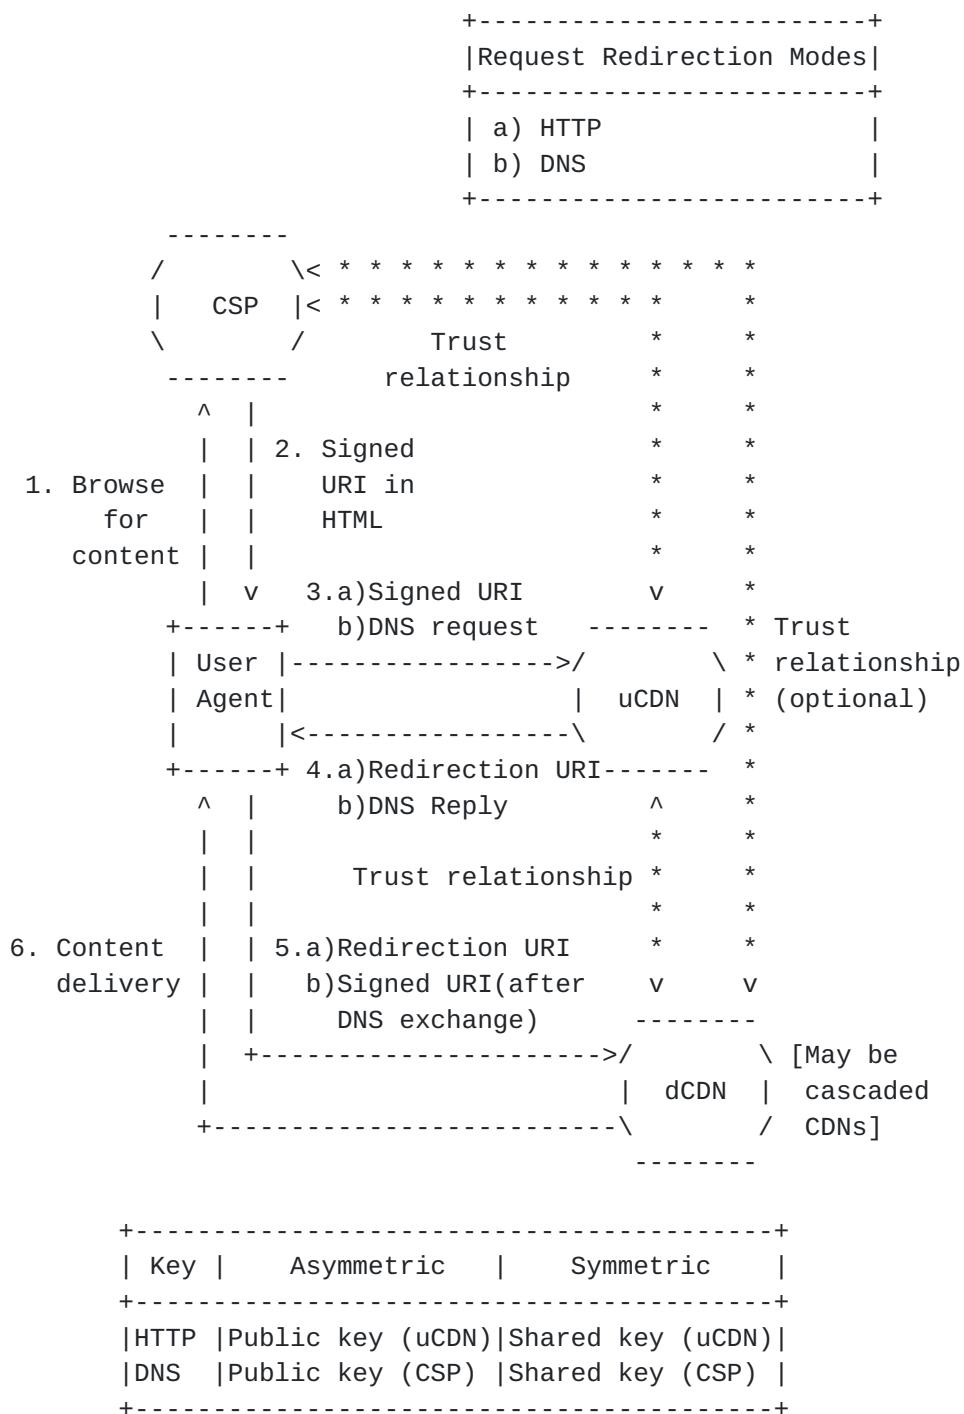 +-------------------------+
|Request Redirection Modes|
+-------------------------+
| a) HTTP                 |
| b) DNS                  |
+-------------------------+
--------
/        \< * * * * * * * * * * * * * *
|   CSP  |< * * * * * * * * * * *     *
\        /        Trust         *     *
--------      relationship     *     *
^  |                         *     *
|  | 2. Signed               *     *
1. Browse  |  |    URI in               *     *
for   |  |    HTML                 *     *
content |  |                         *     *
|  v   3.a)Signed URI        v     *
+------+   b)DNS request   --------  * Trust
| User |----------------->/        \ * relationship
| Agent|                  |  uCDN  | * (optional)
|      |<-----------------\        / *
+------+ 4.a)Redirection URI-------  *
^  |     b)DNS Reply         ^     *
|  |                         *     *
|  |      Trust relationship *     *
|  |                         *     *
6. Content  |  | 5.a)Redirection URI     *     *
delivery |  |   b)Signed URI(after    v     v
|  |     DNS exchange)      --------
|  +---------------------->/        \ [May be
|                          |  dCDN  |  cascaded
+--------------------------\        /  CDNs]
--------
+-----------------------------------------+
| Key |    Asymmetric   |    Symmetric    |
+-----------------------------------------+
|HTTP |Public key (uCDN)|Shared key (uCDN)|
|DNS  |Public key (CSP) |Shared key (CSP) |
+-----------------------------------------+